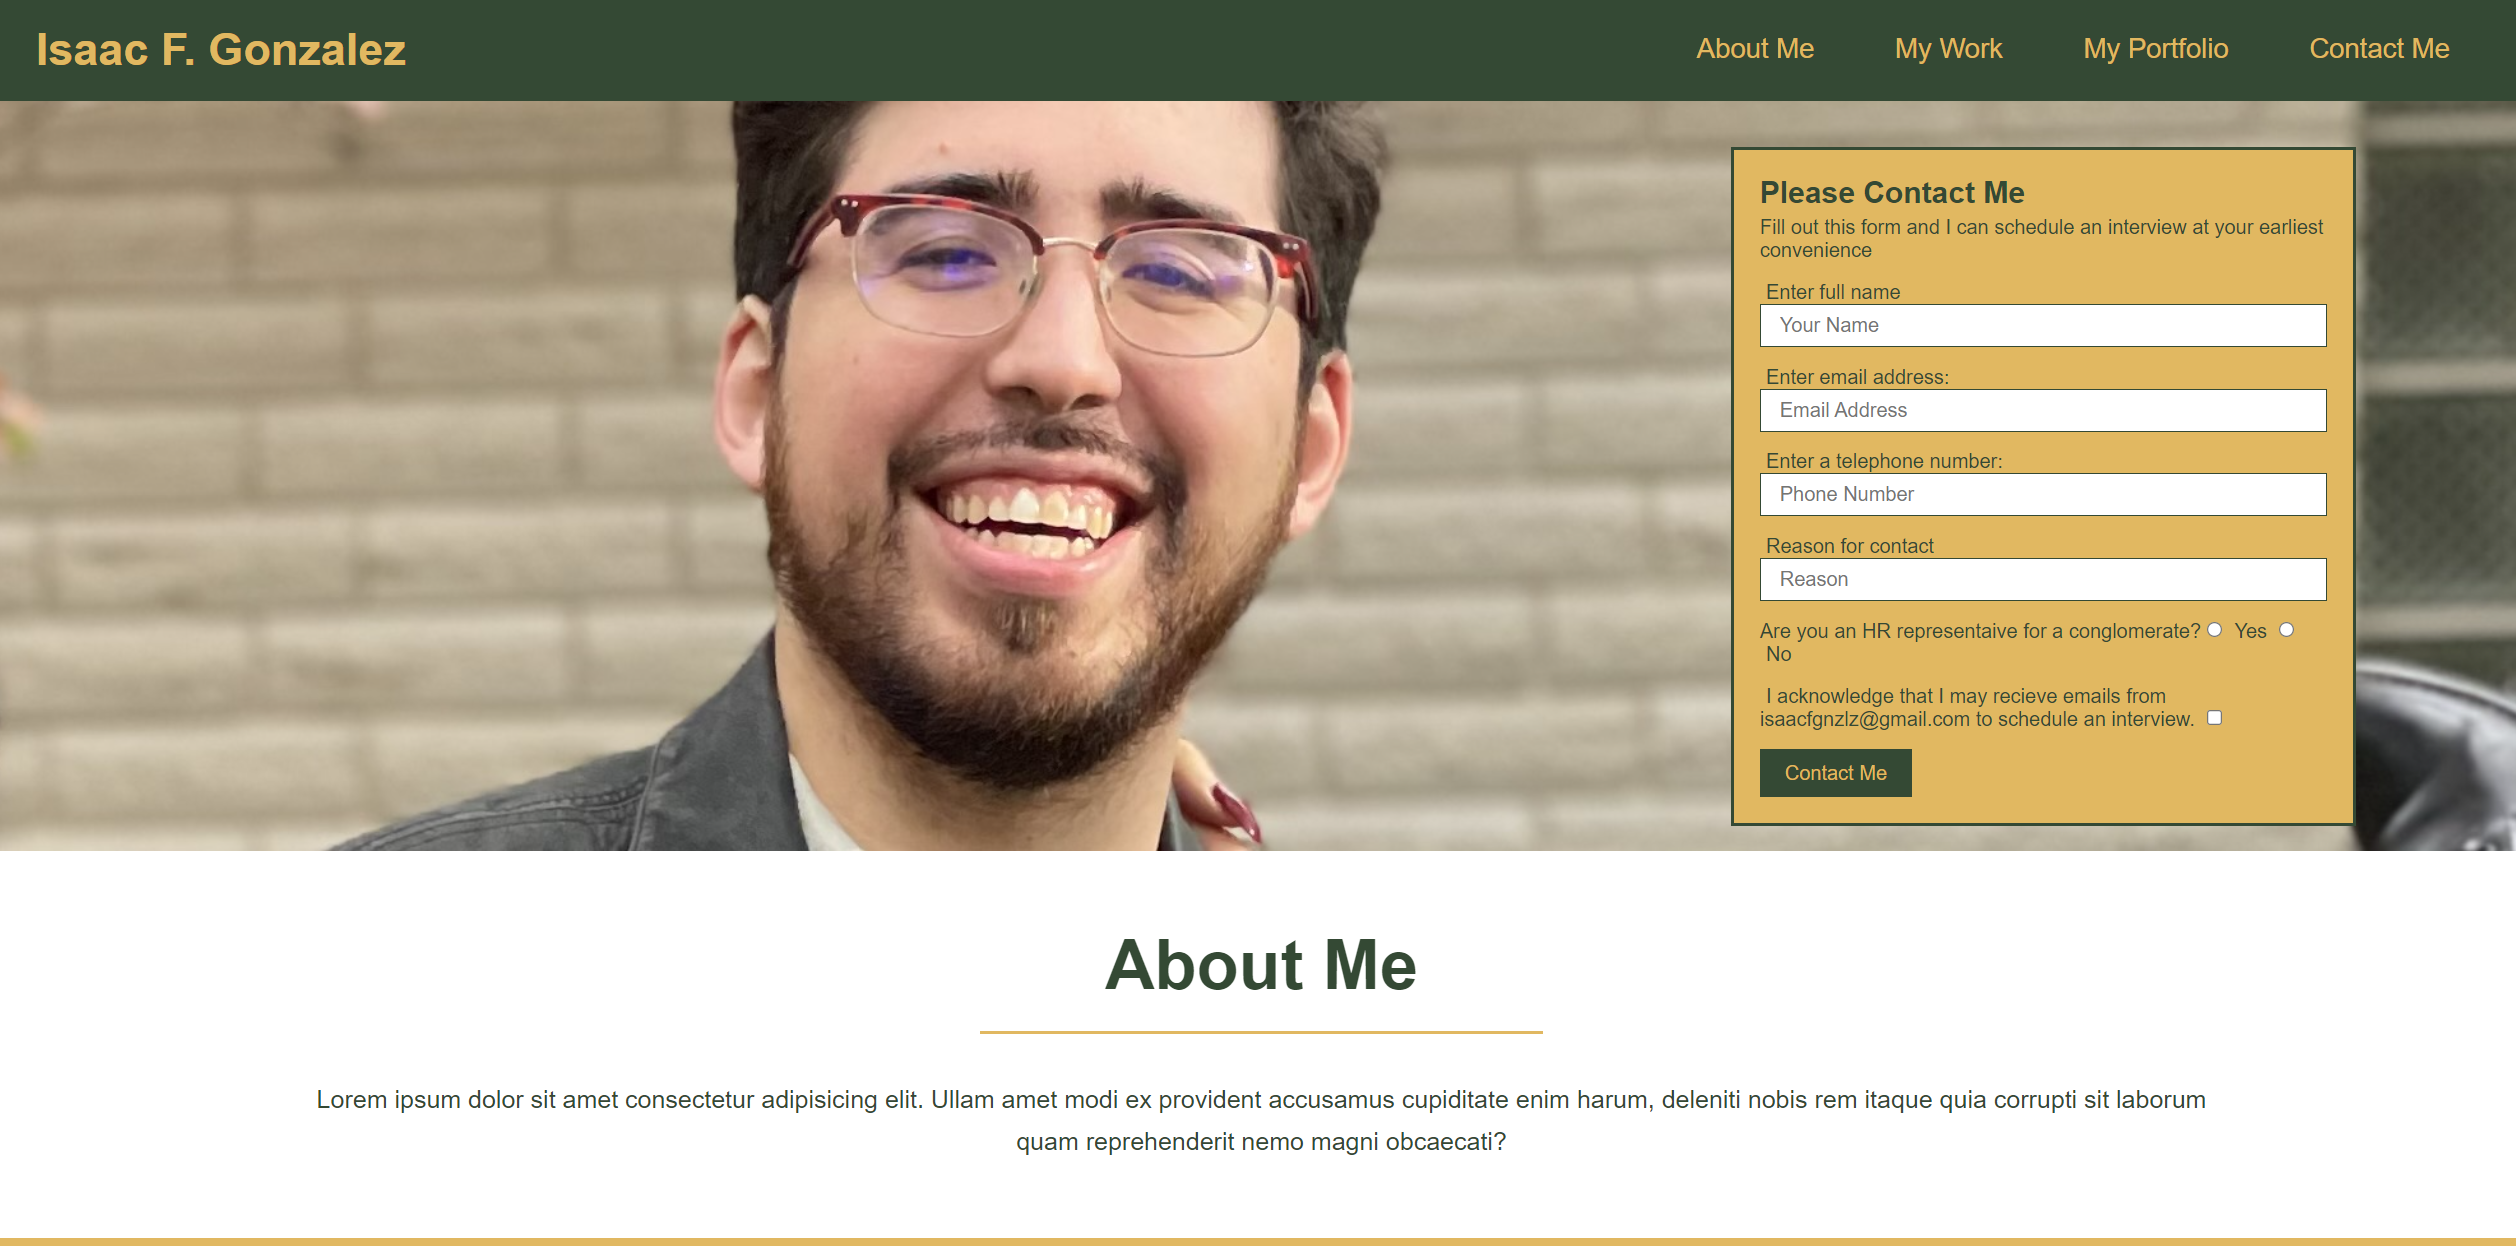 Isaac F. Gonzalez
About Me
My Work
My Portfolio
Contact Me
Please Contact Me
Fill out this form and I can schedule an interview at your earliest
convenience
Enter full name
Your Name
Enter email address:
Email Address
Enter a telephone number:
Phone Number
Reason for contact
Reason
Are you an HR representaive for a conglomerate? Yes
No
I acknowledge that I may recieve emails from
isaacfgnzlz@gmail.com to schedule an interview.
Contact Me
About Me
Lorem ipsum dolor sit amet consectetur adipisicing elit. Ullam amet modi ex provident accusamus cupiditate enim harum, deleniti nobis rem itaque quia corrupti sit laborum
quam reprehenderit nemo magni obcaecati?